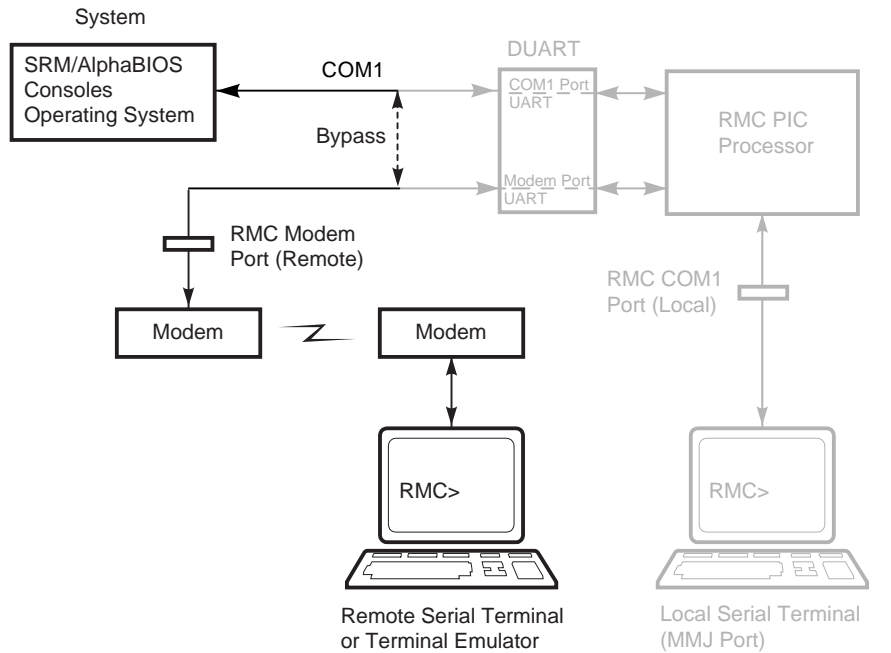 System
SRM/AlphaBIOS
Consoles
Operating System
COM1
Bypass
DUART
COM1 Port
UART
Modem Port
UART
RMC PIC
Processor
RMC Modem
Port (Remote)
RMC COM1
Port (Local)
Modem
Modem
RMC>
RMC>
Remote Serial Terminal
or Terminal Emulator
Local Serial Terminal
(MMJ Port)